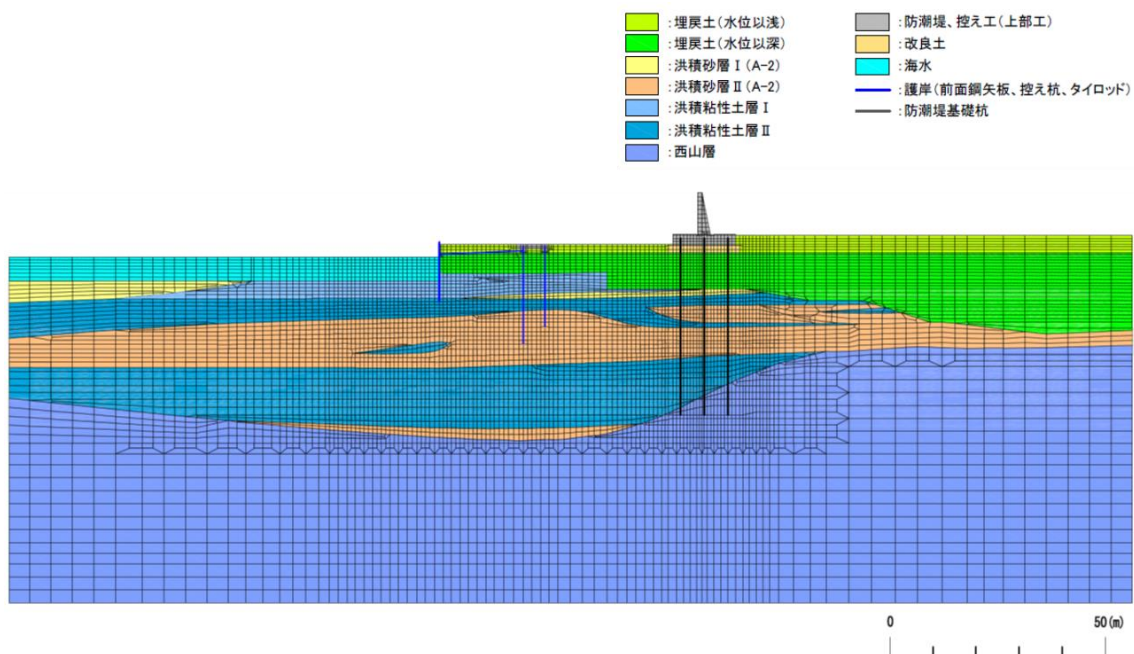 :埋戻土(水位以浅)
:埋戻土(水位以深)
:洪積砂層Ⅰ(A-2)
:洪積砂層Ⅱ(A-2)
:洪積粘性土層Ⅰ
:洪積粘性土層Ⅱ
:西山層
:防潮堤、控え工(上部工)
:改良土
:海水
:護岸(前面鋼矢板、控え杭、タイロッド)
:防潮堤基礎杭
0 50(m)